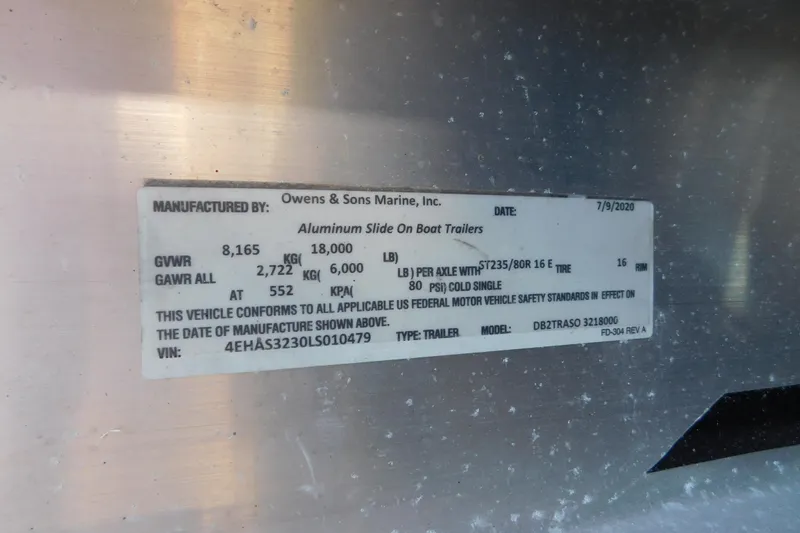 MANUFACTURED BY: Owens & Sons Marine, Inc. DATE: 7/9/2020
Aluminum Slide On Boat Trailers
GVWR 8,165 KG( 18,000 LB)
GAWR ALL 2,722 KG( 6,000 LB) PER AXLE WITH ST235/80R 16 E TIRE 16 RIM
AT 552 KPA( 80 PSI) COLD SINGLE
THIS VEHICLE CONFORMS TO ALL APPLICABLE US FEDERAL MOTOR VEHICLE SAFETY STANDARDS IN EFFECT ON
THE DATE OF MANUFACTURE SHOWN ABOVE.
VIN: 4EHAS3230LS010479 TYPE: TRAILER MODEL: DB2TRASO 3218000
FD-304 REV A